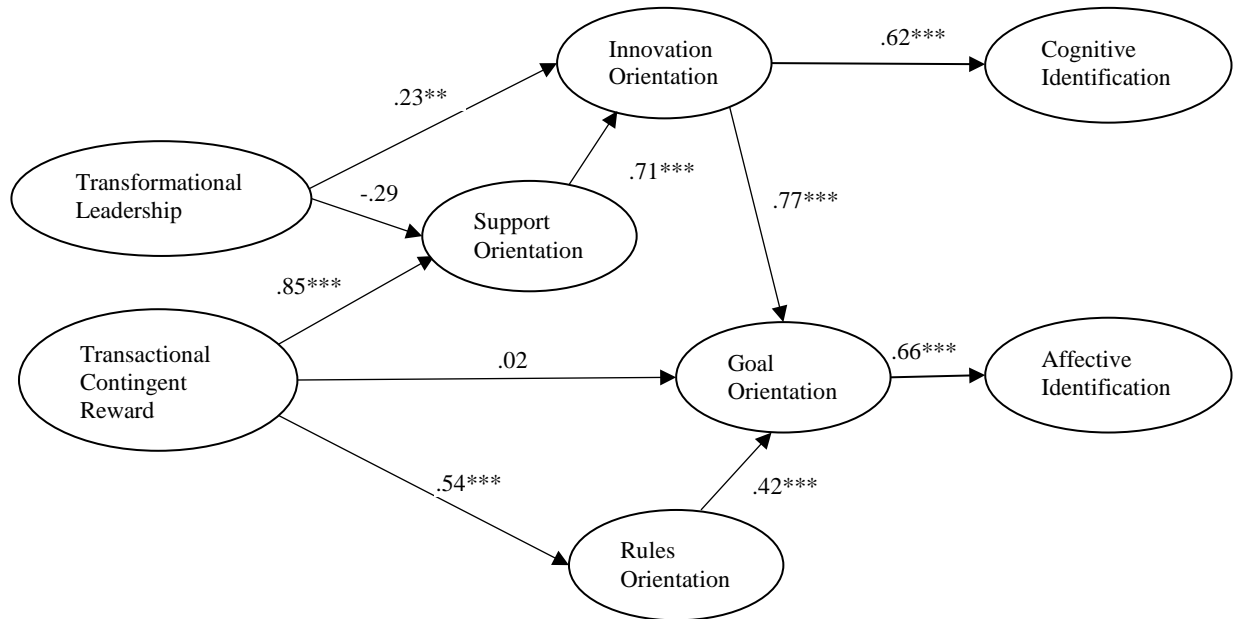 Innovation
Orientation
.62***
Cognitive
Identification
.23**
Transformational
Leadership
-.29
.71***
Support
Orientation
.77***
.85***
Transactional
Contingent
Reward
.02
Goal
Orientation
.66***
Affective
Identification
.54***
.42***
Rules
Orientation